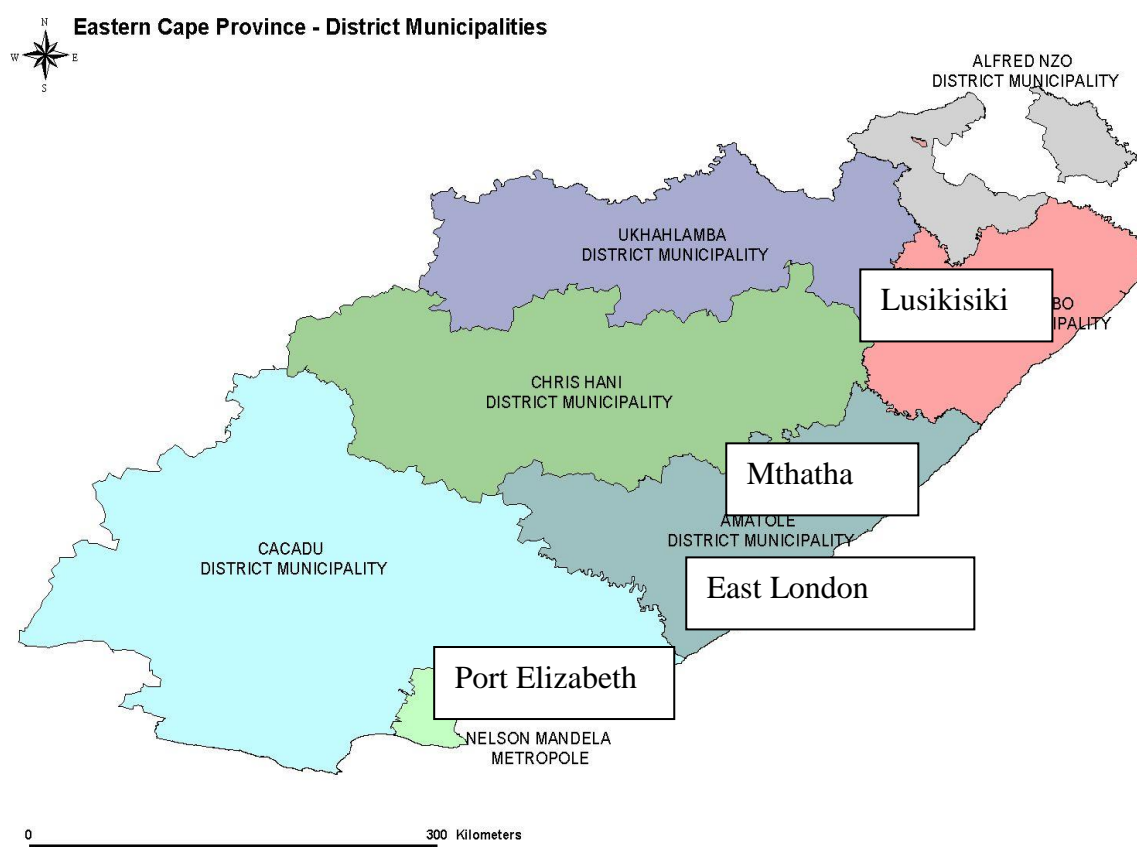 Eastern Cape Province - District Municipalities
N
W E
S
ALFRED NZO
DISTRICT MUNICIPALITY
UKHAHLAMBA
DISTRICT MUNICIPALITY
Lusikisiki
BO
IPALITY
CHRIS HANI
DISTRICT MUNICIPALITY
Mthatha
AMATOLE
DISTRICT MUNICIPALITY
CACADU
DISTRICT MUNICIPALITY
East London
Port Elizabeth
NELSON MANDELA
METROPOLE
0 300 Kilometers